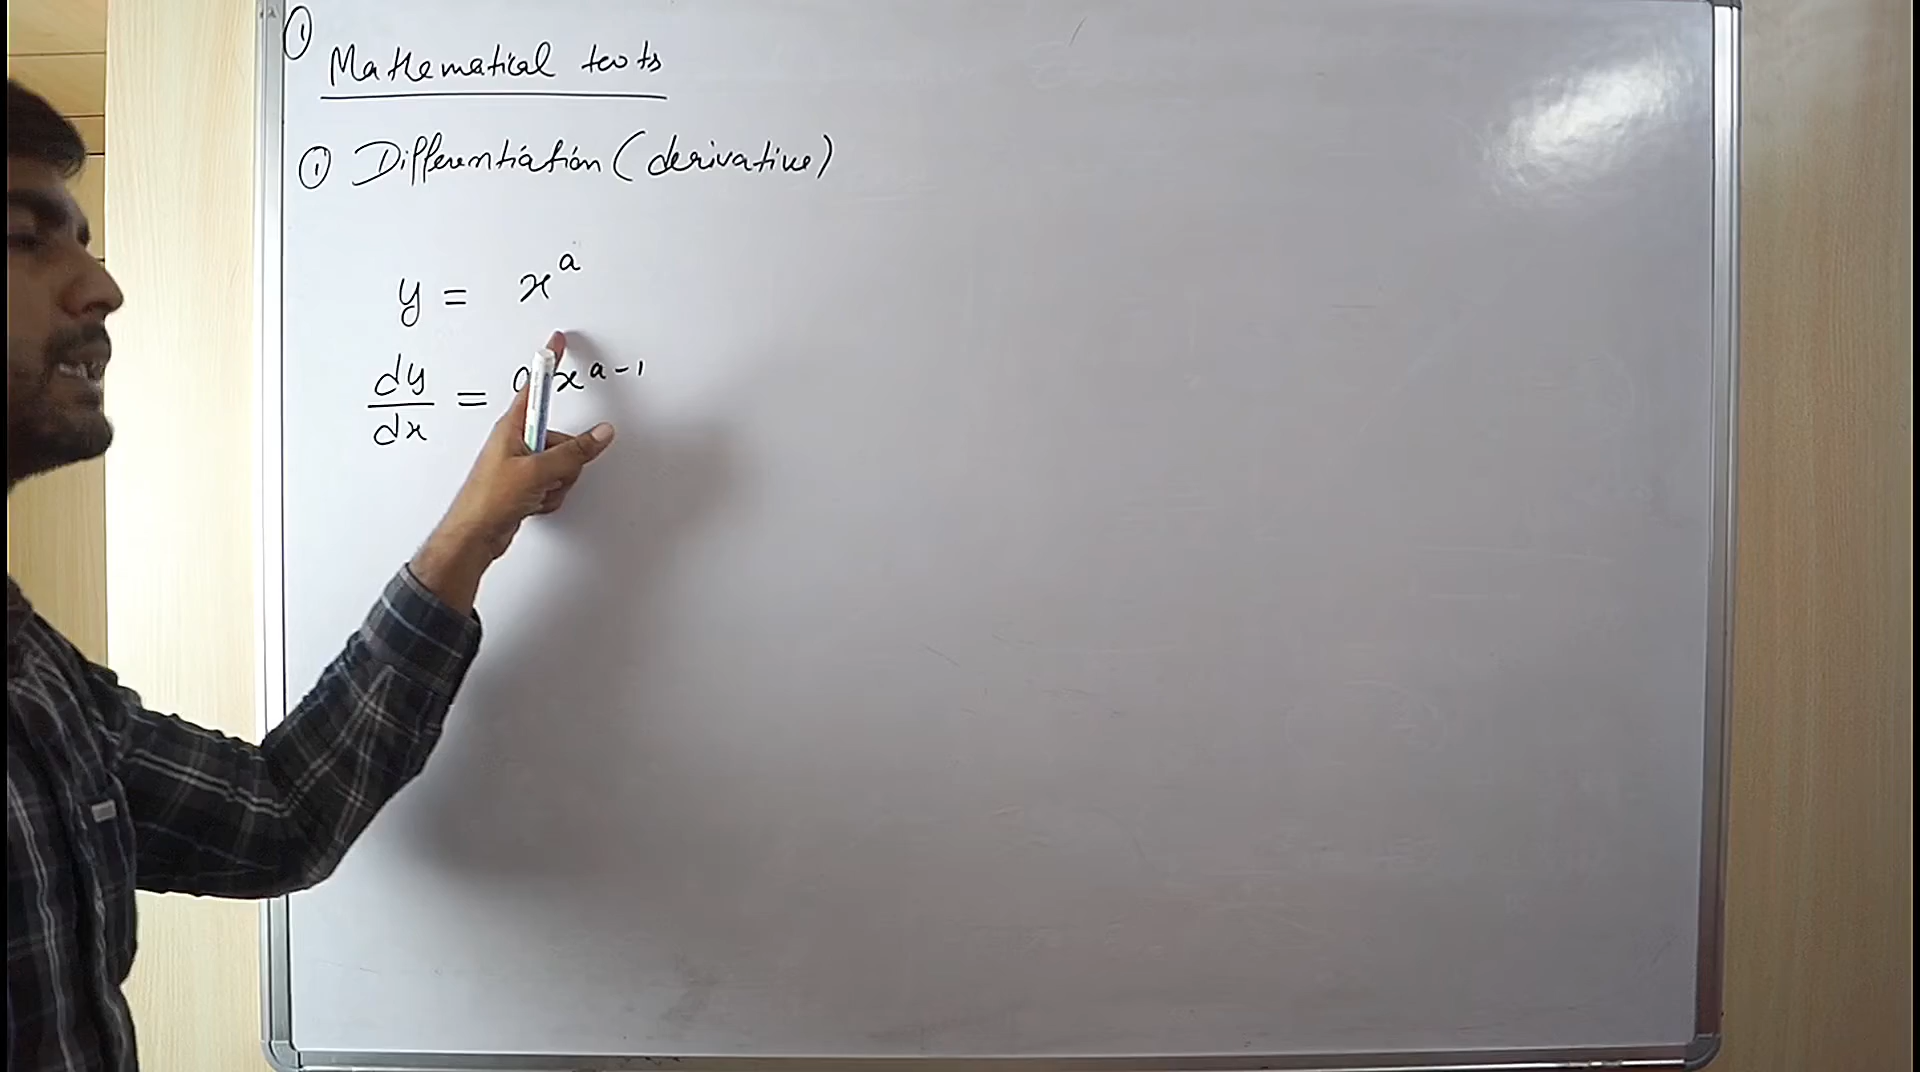 ①
Mathematical tools
① Differentiation (derivative)
y = x^a
dy/dx = a x^{a-1}